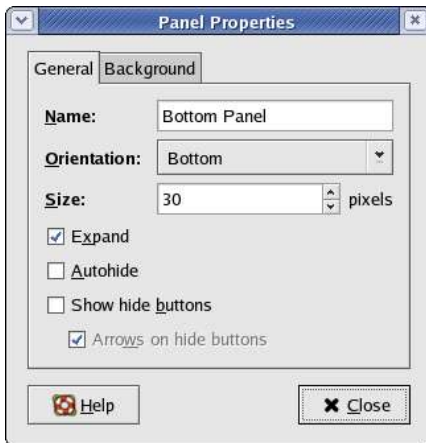 Panel Properties
General Background
Name: Bottom Panel
Orientation: Bottom
Size: 30 pixels
Expand
Autohide
Show hide buttons
Arrows on hide buttons
Help Close